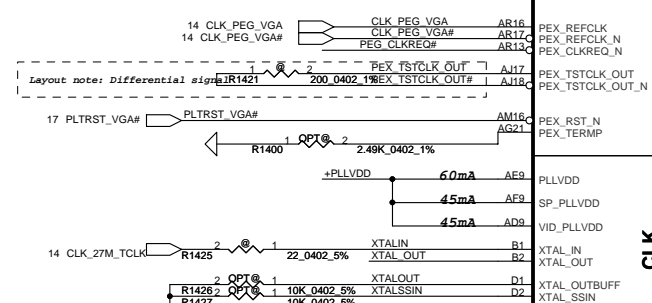 14 CLK_PEG_VGA CLK_PEG_VGA AR16 PEX_REFCLK
14 CLK_PEG_VGA# CLK_PEG_VGA# AR17 PEX_REFCLK_N
PEG_CLKREQ# AR13 PEX_CLKREQ_N
1 @ 2 PEX_TSTCLK_OUT AJ17 PEX_TSTCLK_OUT
Layout note: Differential signal R1421 200_0402_1% PEX_TSTCLK_OUT# AJ18 PEX_TSTCLK_OUT_N
17 PLTRST_VGA# PLTRST_VGA# AM16 PEX_RST_N
AG21 PEX_TERMP
1 OPT@ 2
R1400 2.49K_0402_1%
+PLLVDD 60mA AE9 PLLVDD
45mA AF9 SP_PLLVDD
45mA AD9 VID_PLLVDD
CLK
14 CLK_27M_TCLK 2 @ 1 XTALIN B1 XTAL_IN
R1425 22_0402_5% XTAL_OUT B2 XTAL_OUT
2 OPT@ 1 XTALOUT D1 XTAL_OUTBUFF
R1426 2 OPT@ 1 10K_0402_5% XTALSSIN D2 XTAL_SSIN
R1427 10K_0402_5%